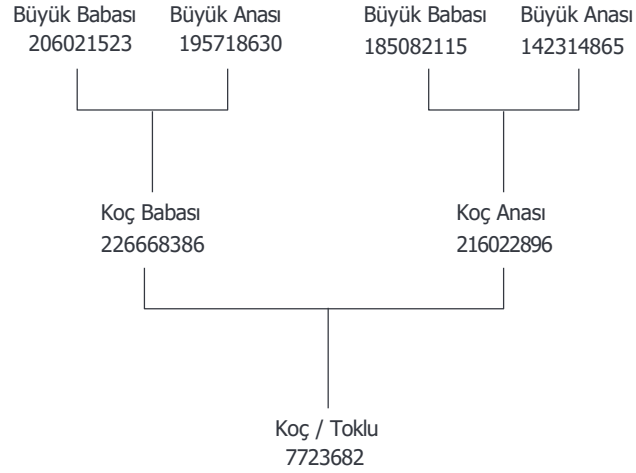 Büyük Babası Büyük Anası Büyük Babası Büyük Anası
206021523 195718630 185082115 142314865
Koç Babası Koç Anası
226668386 216022896
Koç / Toklu
7723682